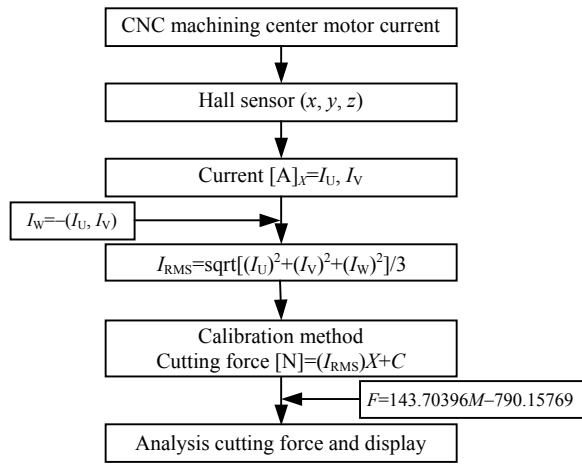 CNC machining center motor current
Hall sensor (x, y, z)
Current [A]X=IU, IV
IW=–(IU, IV)
IRMS=sqrt[(IU)²+(IV)²+(IW)²]/3
Calibration method
Cutting force [N]=(IRMS)X+C
F=143.70396M–790.15769
Analysis cutting force and display